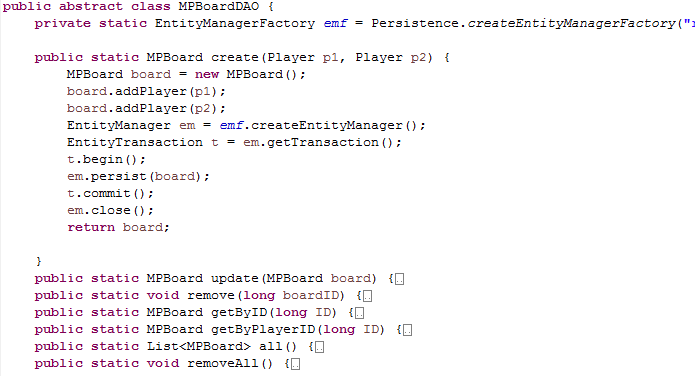 public abstract class MPBoardDAO {
    private static EntityManagerFactory emf = Persistence.createEntityManagerFactory("
    public static MPBoard create(Player p1, Player p2) {
        MPBoard board = new MPBoard();
        board.addPlayer(p1);
        board.addPlayer(p2);
        EntityManager em = emf.createEntityManager();
        EntityTransaction t = em.getTransaction();
        t.begin();
        em.persist(board);
        t.commit();
        em.close();
        return board;
    }
    public static MPBoard update(MPBoard board) {
    public static void remove(long boardID) {
    public static MPBoard getByID(long ID) {
    public static MPBoard getByPlayerID(long ID) {
    public static List<MPBoard> all() {
    public static void removeAll() {